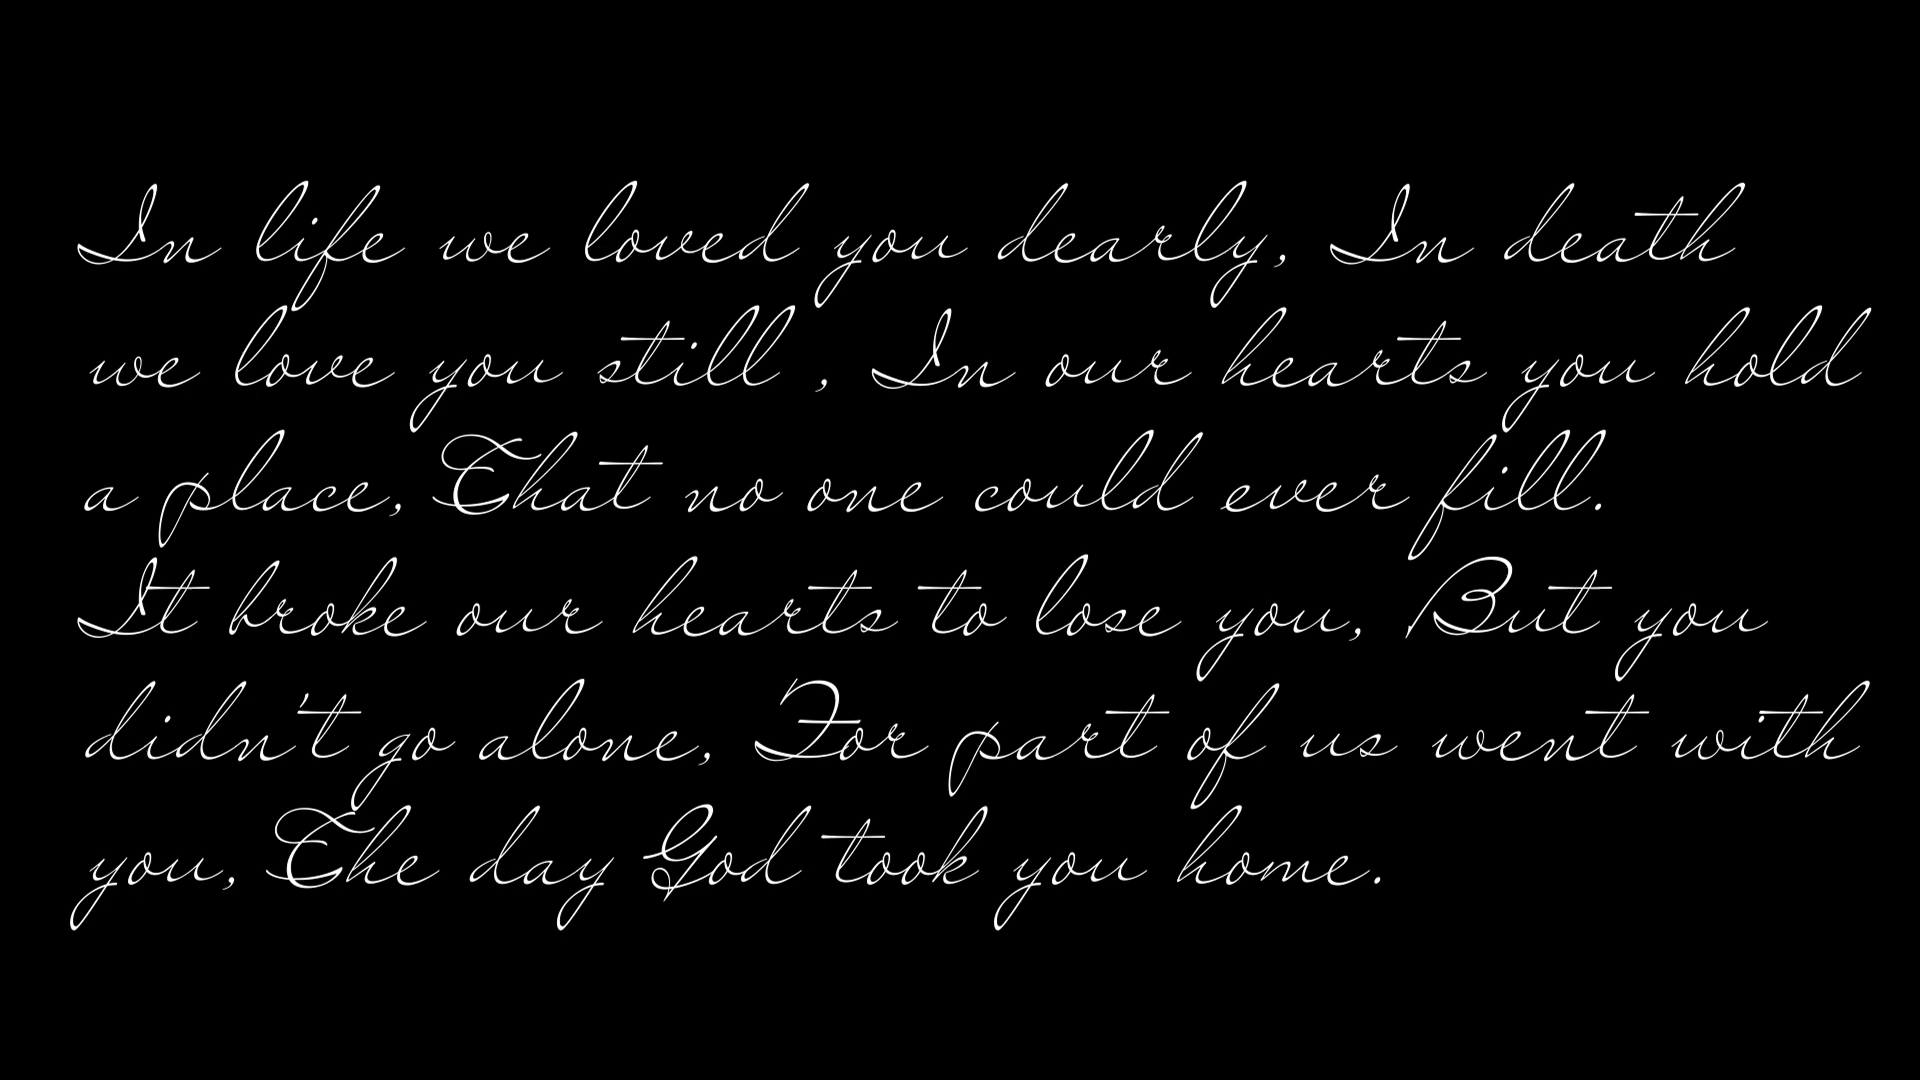 In life we loved you dearly, In death
we love you still , In our hearts you hold
a place, That no one could ever fill.
It broke our hearts to lose you, But you
didn't go alone, For part of us went with
you, The day God took you home.